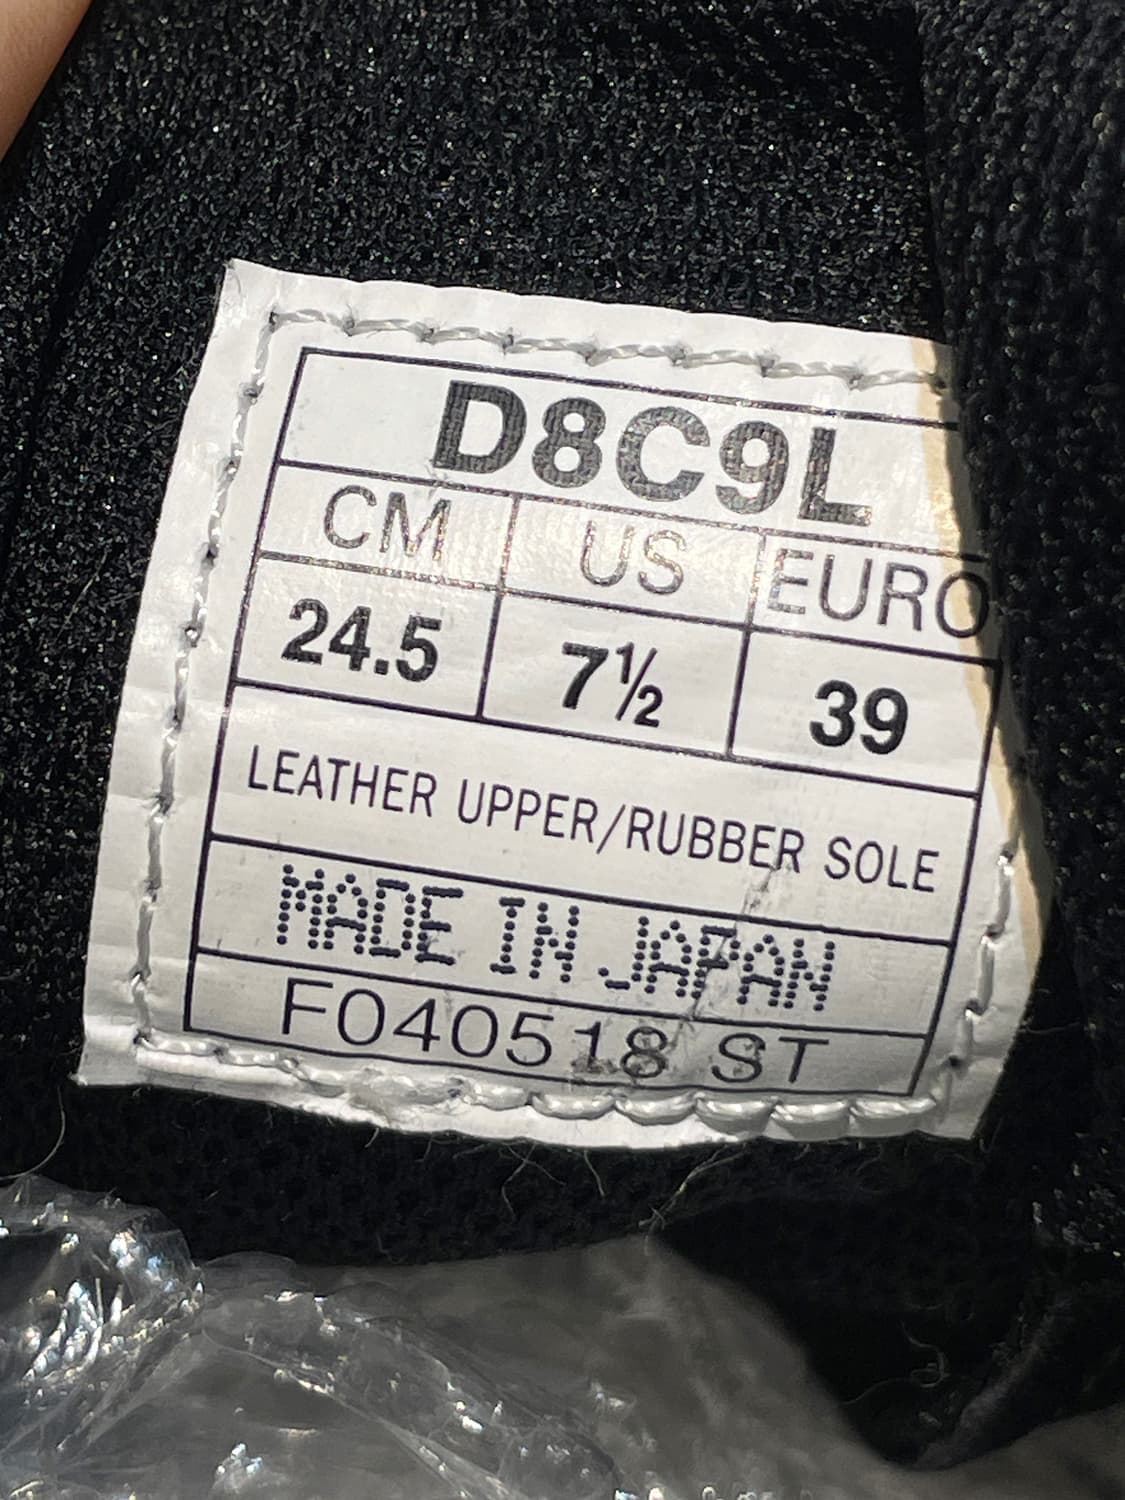 D8C9L
CM US EURO
24.5 7½ 39
LEATHER UPPER/RUBBER SOLE
MADE IN JAPAN
F040518 ST